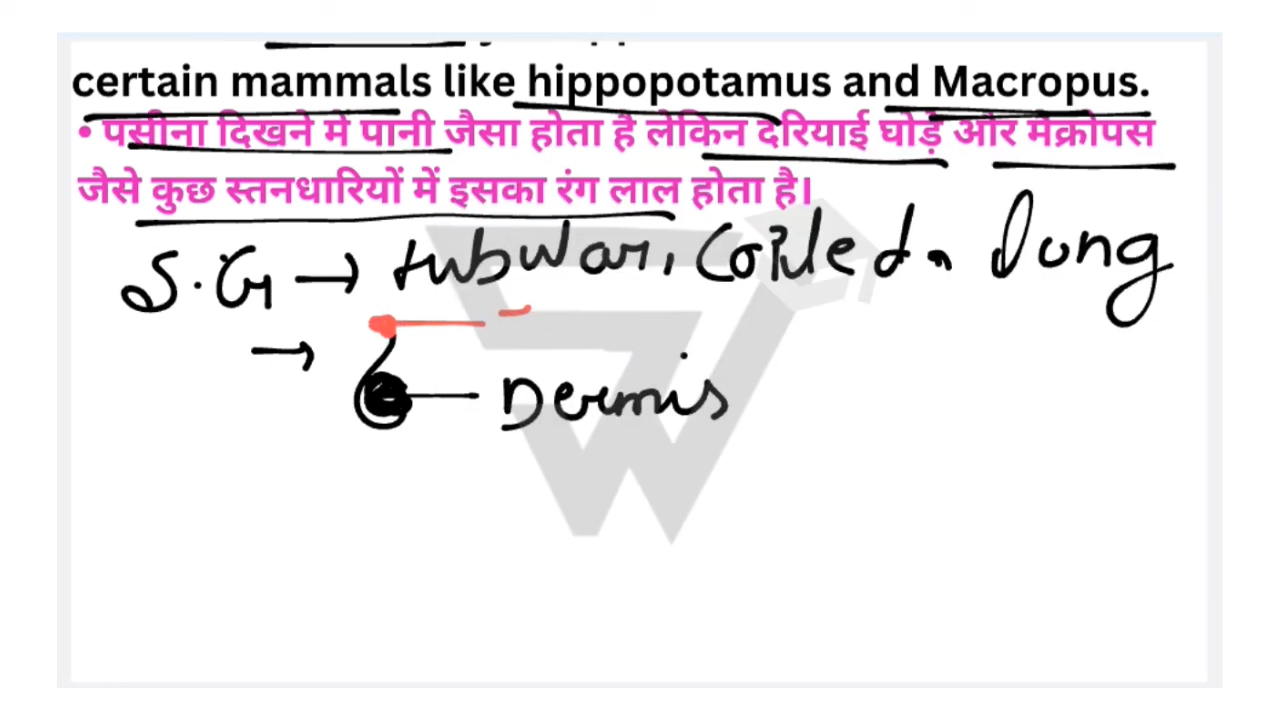 certain mammals like hippopotamus and Macropus.
• पसीना दिखने में पानी जैसा होता है लेकिन दरियाई घोड़े और मैक्रोपस
जैसे कुछ स्तनधारियों में इसका रंग लाल होता है।
S.G → tubular, Coiled, long
→
Dermis